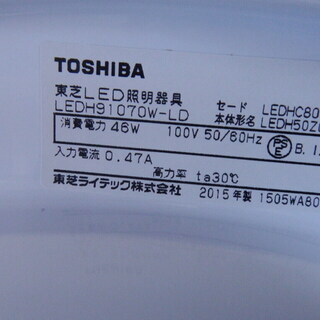 TOSHIBA
東芝LED照明器具 セード LEDHC80
LEDH91070W-LD 本体形名 LEDH50Z
消費電力 46W 100V 50/60Hz PSE B.I
入力電流 0.47A
高力率 ta30℃
東芝ライテック株式会社 2015年製 1505WA80